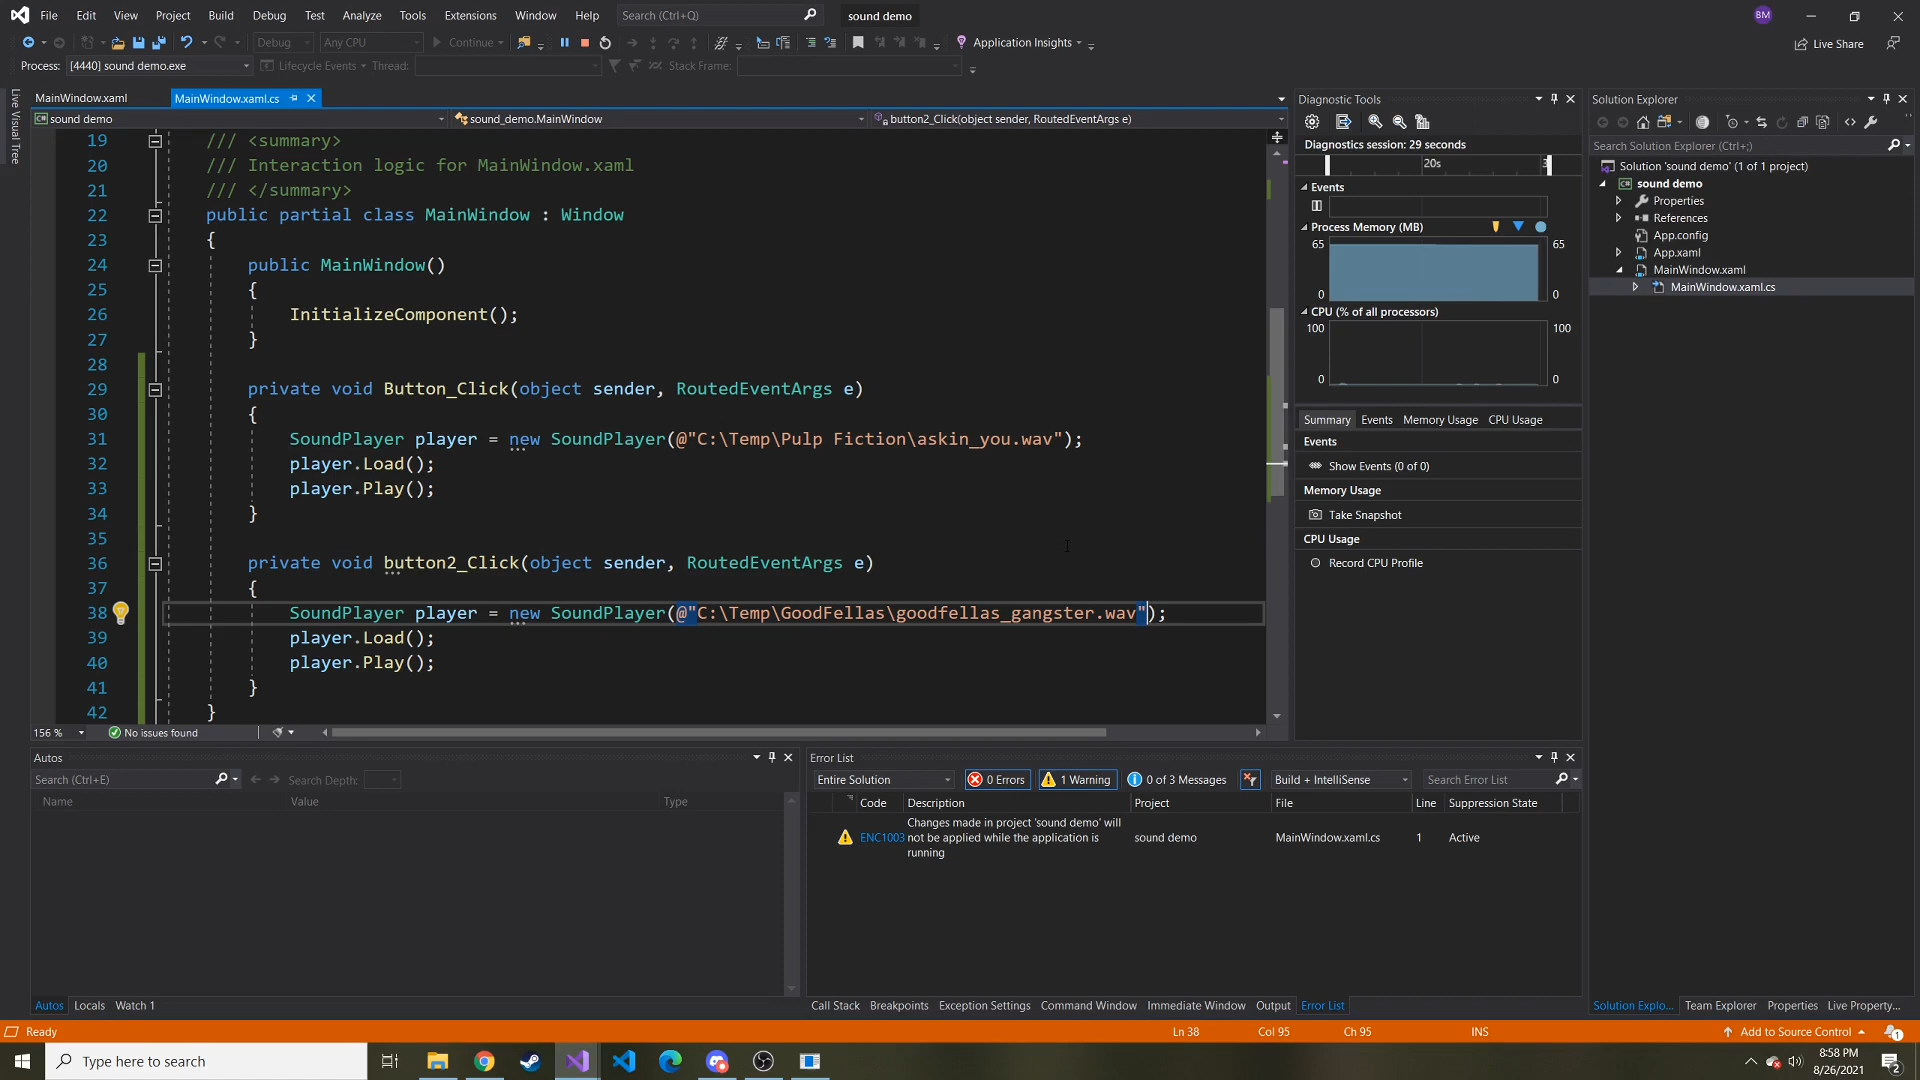 File Edit View Project Build Debug Test Analyze Tools Extensions Window Help Search (Ctrl+Q) sound demo BM
Debug Any CPU Continue Application Insights Live Share
Process: [4440] sound demo.exe Lifecycle Events Thread: Stack Frame:
Live Visual Tree
MainWindow.xaml MainWindow.xaml.cs
sound demo sound_demo.MainWindow button2_Click(object sender, RoutedEventArgs e)
19 /// <summary>
20 /// Interaction logic for MainWindow.xaml
21 /// </summary>
22 public partial class MainWindow : Window
23 {
24 public MainWindow()
25 {
26 InitializeComponent();
27 }
28
29 private void Button_Click(object sender, RoutedEventArgs e)
30 {
31 SoundPlayer player = new SoundPlayer(@"C:\Temp\Pulp Fiction\askin_you.wav");
32 player.Load();
33 player.Play();
34 }
35
36 private void button2_Click(object sender, RoutedEventArgs e)
37 {
38 SoundPlayer player = new SoundPlayer(@"C:\Temp\GoodFellas\goodfellas_gangster.wav");
39 player.Load();
40 player.Play();
41 }
42 }
156 % No issues found
Diagnostic Tools
Diagnostics session: 29 seconds
20s
Events
Process Memory (MB)
65 65
0 0
CPU (% of all processors)
100 100
0 0
Summary Events Memory Usage CPU Usage
Events
Show Events (0 of 0)
Memory Usage
Take Snapshot
CPU Usage
Record CPU Profile
Solution Explorer
Search Solution Explorer (Ctrl+;)
Solution 'sound demo' (1 of 1 project)
sound demo
Properties
References
App.config
App.xaml
MainWindow.xaml
MainWindow.xaml.cs
Autos
Search (Ctrl+E) Search Depth:
Name Value Type
Autos Locals Watch 1
Error List
Entire Solution 0 Errors 1 Warning 0 of 3 Messages Build + IntelliSense Search Error List
Code Description Project File Line Suppression State
ENC1003 Changes made in project 'sound demo' will
not be applied while the application is
running
sound demo MainWindow.xaml.cs 1 Active
Call Stack Breakpoints Exception Settings Command Window Immediate Window Output Error List
Solution Explo... Team Explorer Properties Live Property...
Ready Ln 38 Col 95 Ch 95 INS Add to Source Control 1
Type here to search
8:58 PM
8/26/2021
2